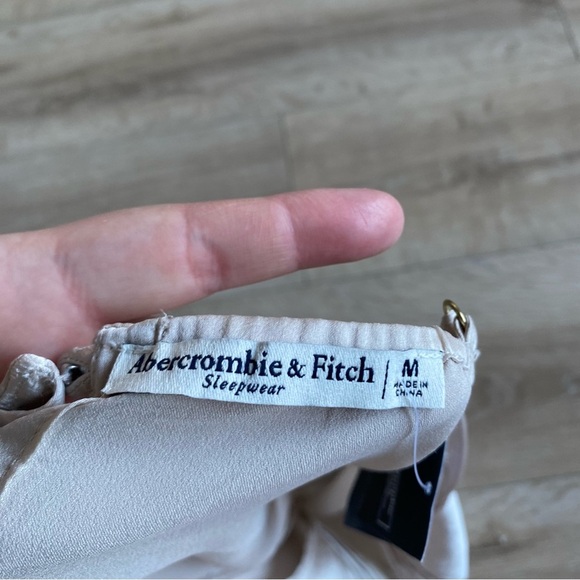 Abercrombie & Fitch
Sleepwear
M
MADE IN
CHINA